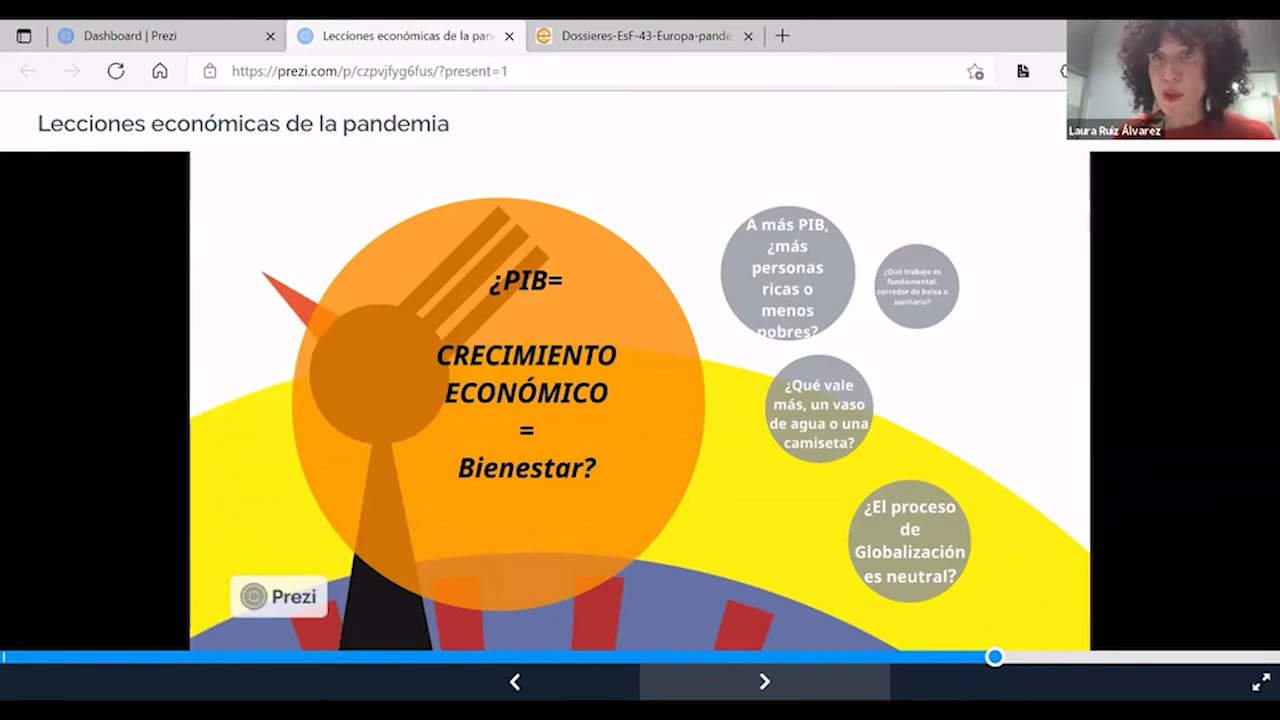 Dashboard | Prezi
Lecciones económicas de la pan
Dossieres-EsF-43-Europa-pande
https://prezi.com/p/czpvjfyg6fus/?present=1
Laura Ruiz Álvarez
Lecciones económicas de la pandemia
¿PIB=
CRECIMIENTO
ECONÓMICO
=
Bienestar?
A más PIB,
¿más
personas
ricas o
menos
pobres?
¿Qué trabajo es
fundamental,
corredor de bolsa o
sanitario?
¿Qué vale
más, un vaso
de agua o una
camiseta?
¿El proceso
de
Globalización
es neutral?
Prezi